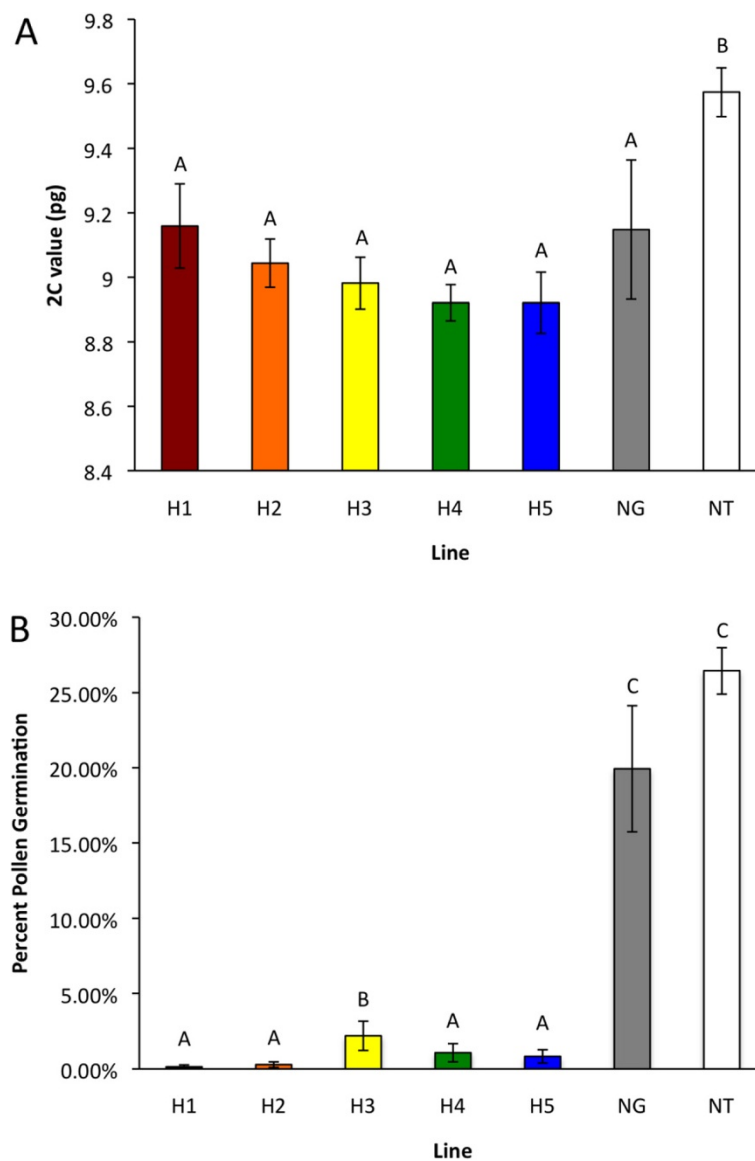 A
9.8
9.6
9.4
9.2
9
8.8
8.6
8.4
2C value (pg)
A
A
A
A
A
A
B
H1 H2 H3 H4 H5 NG NT
Line
B
30.00%
25.00%
20.00%
15.00%
10.00%
5.00%
0.00%
Percent Pollen Germination
A
A
B
A
A
C
C
H1 H2 H3 H4 H5 NG NT
Line